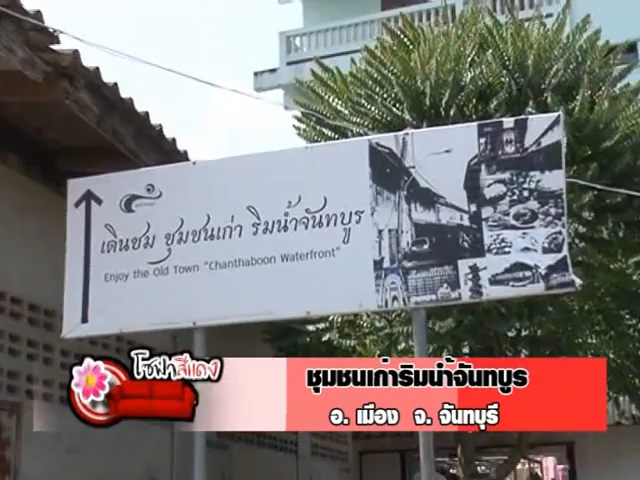 เดินชม ชุมชนเก่า ริมน้ำจันทบูร
Enjoy the Old Town "Chanthaboon Waterfront"
โซฟาสีแดง
ชุมชนเก่าริมน้ำจันทบูร
อ. เมือง จ. จันทบุรี